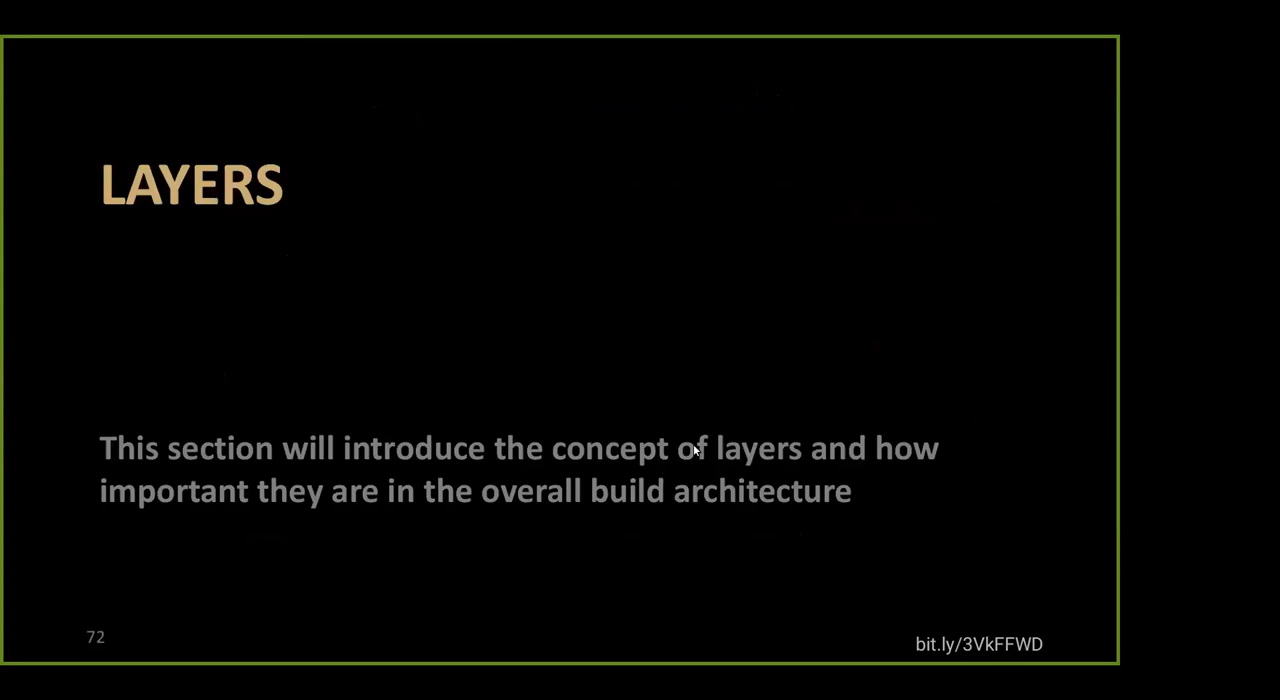 LAYERS
This section will introduce the concept of layers and how
important they are in the overall build architecture
72
bit.ly/3VkFFWD